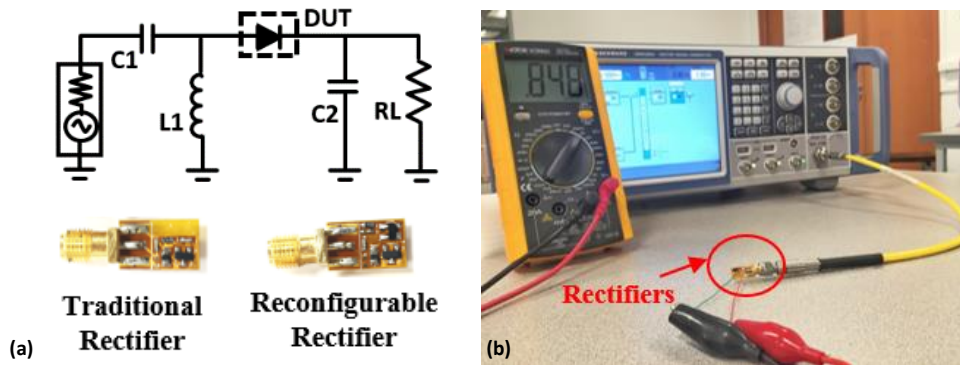 DUT
C1
L1
C2
RL
Traditional
Rectifier
Reconfigurable
Rectifier
(a)
.848
Rectifiers
(b)